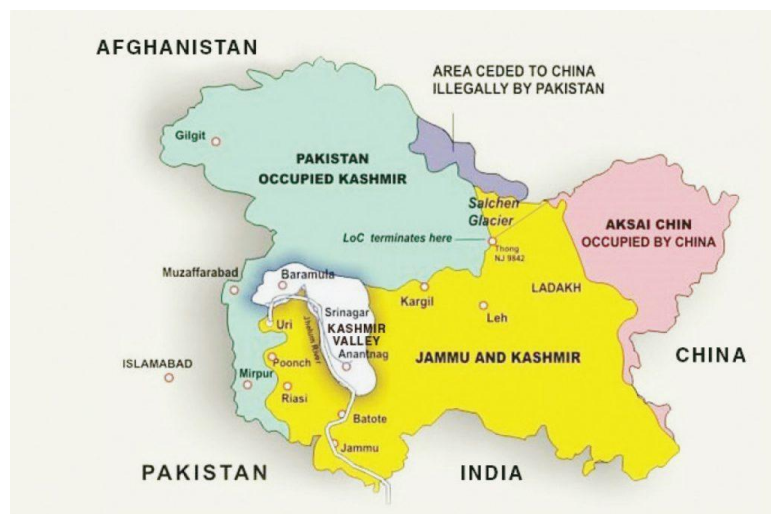 AFGHANISTAN
AREA CEDED TO CHINA
ILLEGALLY BY PAKISTAN
Gilgit
PAKISTAN
OCCUPIED KASHMIR
Salchen
Glacier
AKSAI CHIN
OCCUPIED BY CHINA
LoC terminates here
Thong
NJ 9842
Muzaffarabad
Baramula
Kargil
LADAKH
Srinagar
Leh
Uri
KASHMIR
VALLEY
Jhelum River
Anantnag
JAMMU AND KASHMIR
CHINA
ISLAMABAD
Poonch
Mirpur
Riasi
Batote
Jammu
PAKISTAN
INDIA